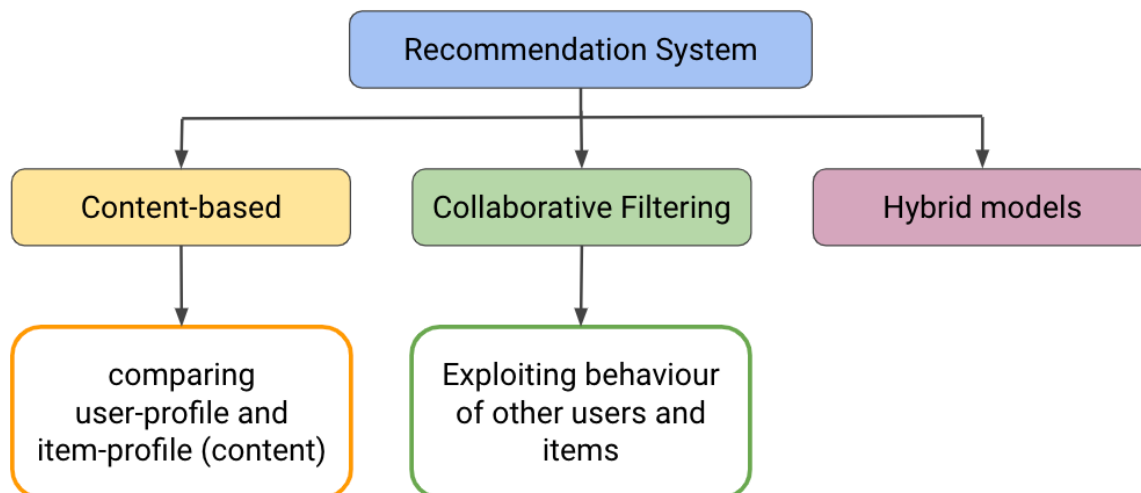 Recommendation System
Content-based
Collaborative Filtering
Hybrid models
comparing
user-profile and
item-profile (content)
Exploiting behaviour
of other users and
items